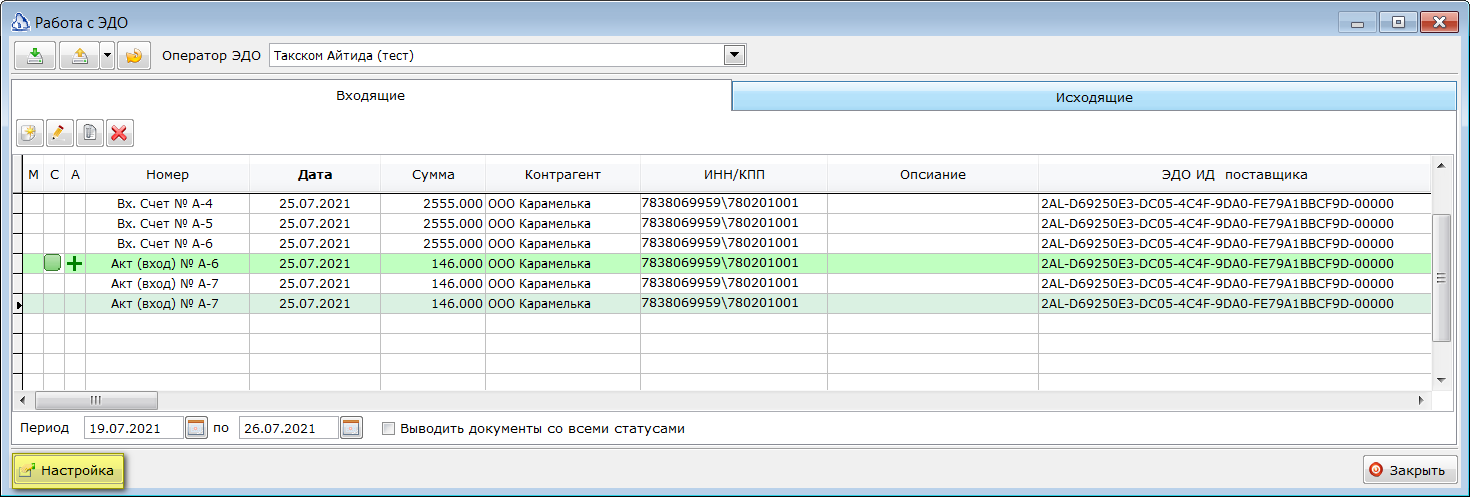 Работа с ЭДО
Оператор ЭДО Такском Айтида (тест)
Входящие Исходящие
М С А Номер Дата Сумма Контрагент ИНН/КПП Опсиание ЭДО ИД поставщика
Вх. Счет № А-4 25.07.2021 2555.000 ООО Карамелька 7838069959\780201001 2AL-D69250E3-DC05-4C4F-9DA0-FE79A1BBCF9D-00000
Вх. Счет № А-5 25.07.2021 2555.000 ООО Карамелька 7838069959\780201001 2AL-D69250E3-DC05-4C4F-9DA0-FE79A1BBCF9D-00000
Вх. Счет № А-6 25.07.2021 2555.000 ООО Карамелька 7838069959\780201001 2AL-D69250E3-DC05-4C4F-9DA0-FE79A1BBCF9D-00000
Акт (вход) № А-6 25.07.2021 146.000 ООО Карамелька 7838069959\780201001 2AL-D69250E3-DC05-4C4F-9DA0-FE79A1BBCF9D-00000
Акт (вход) № А-7 25.07.2021 146.000 ООО Карамелька 7838069959\780201001 2AL-D69250E3-DC05-4C4F-9DA0-FE79A1BBCF9D-00000
Акт (вход) № А-7 25.07.2021 146.000 ООО Карамелька 7838069959\780201001 2AL-D69250E3-DC05-4C4F-9DA0-FE79A1BBCF9D-00000
Период 19.07.2021 по 26.07.2021 Выводить документы со всеми статусами
Настройка Закрыть